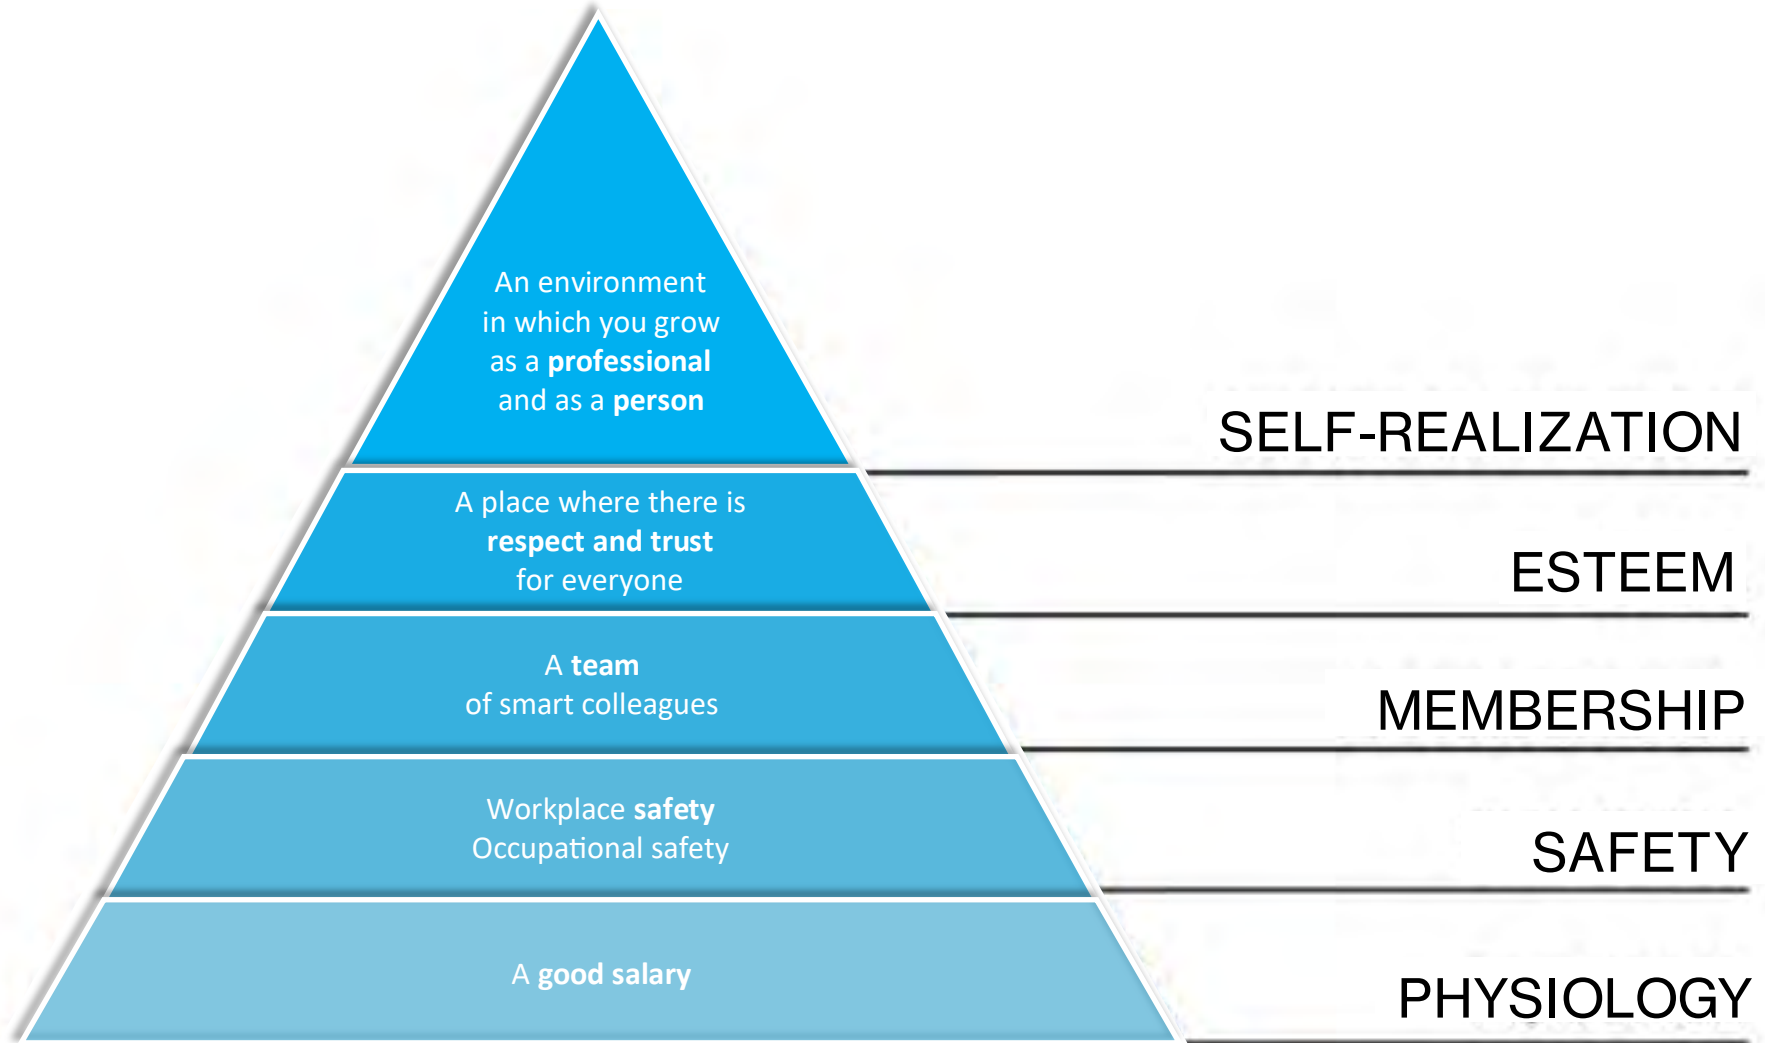 An environment
in which you grow
as a professional
and as a person
SELF-REALIZATION
A place where there is
respect and trust
for everyone
ESTEEM
A team
of smart colleagues
MEMBERSHIP
Workplace safety
Occupational safety
SAFETY
A good salary
PHYSIOLOGY